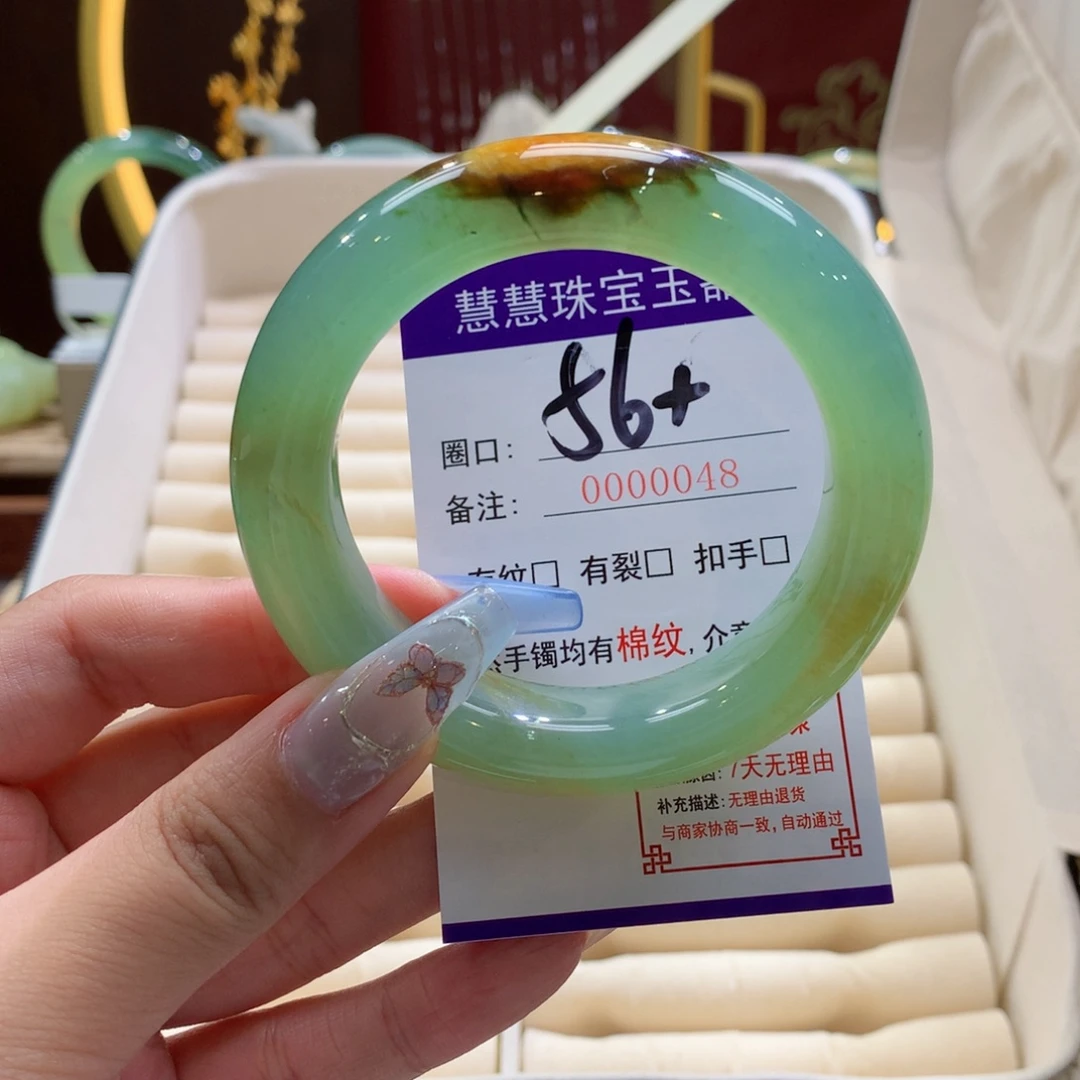 慧慧珠宝玉
圈口: 56+
备注: 0000048
纹□ 有裂□ 扣手□
手镯均有棉纹, 介
7天无理由
补充描述: 无理由退货
与商家协商一致, 自动通过